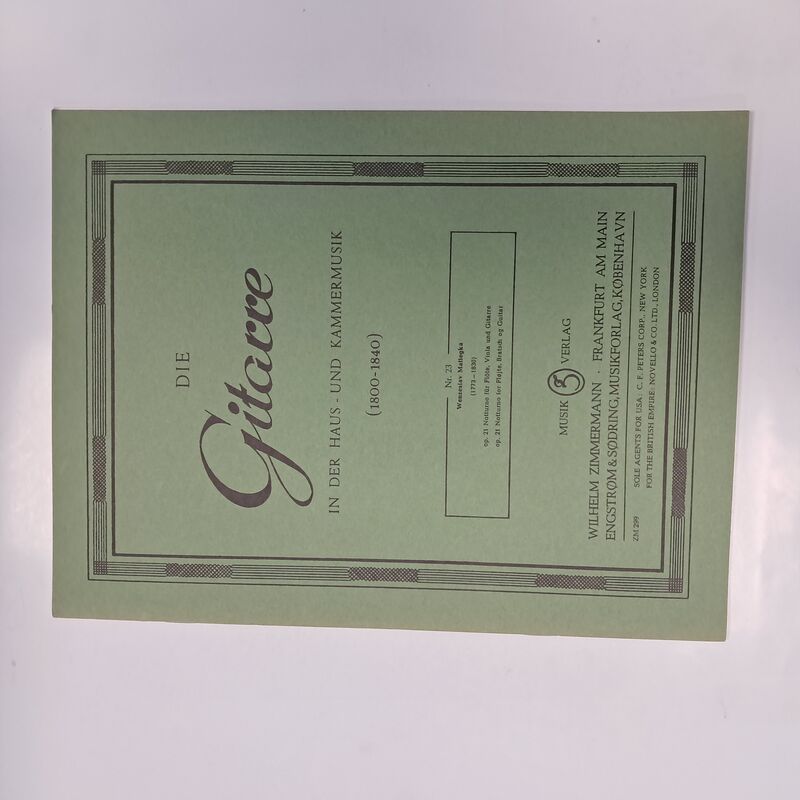 DIE
Gitarre
IN DER HAUS - UND KAMMERMUSIK
(1800-1840)
Nr. 23
Wenzeslav Matiegka
(1773–1830)
op. 21 Notturno für Flöte, Viola und Gitarre
op. 21 Notturno for Fløjte, Bratsch og Guitar
MUSIK Z VERLAG
WILHELM ZIMMERMANN · FRANKFURT AM MAIN
ENGSTRØM & SØDRING, MUSIKFORLAG, KØBENHAVN
ZM 299
SOLE AGENTS FOR USA: C. F. PETERS CORP., NEW YORK
FOR THE BRITISH EMPIRE: NOVELLO & CO. LTD., LONDON